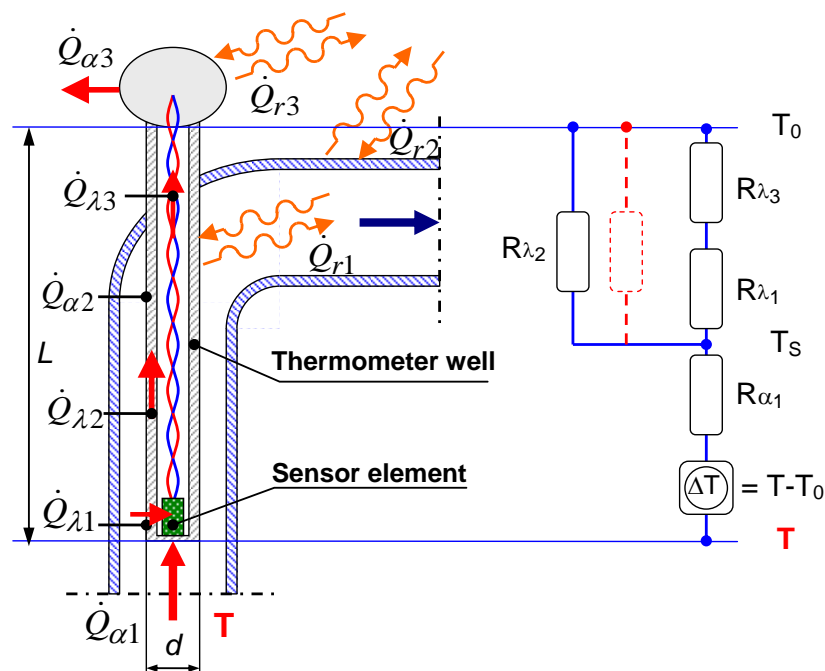 Q̇α3
Q̇r3
Q̇r2
T0
Q̇λ3
Rλ3
Rλ2
Q̇r1
Rλ1
Q̇α2
L
Thermometer well
TS
Q̇λ2
Rα1
Sensor element
ΔT = T-T0
Q̇λ1
T
Q̇α1
d
T